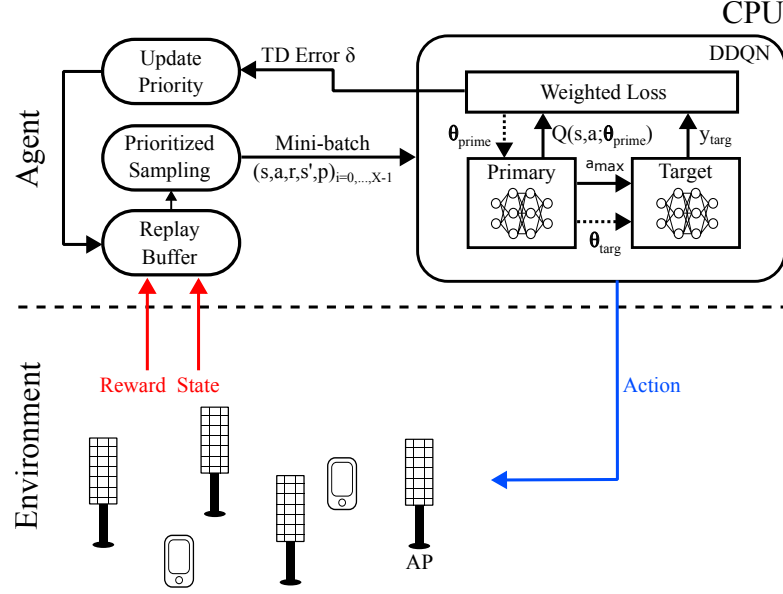 CPU
DDQN
Agent
Update
Priority
TD Error δ
Weighted Loss
θprime
Q(s,a;θprime)
ytarg
Prioritized
Sampling
Mini-batch
(s,a,r,s',p)i=0,...,X-1
Primary
amax
Target
θtarg
Replay
Buffer
Reward State
Action
Environment
AP